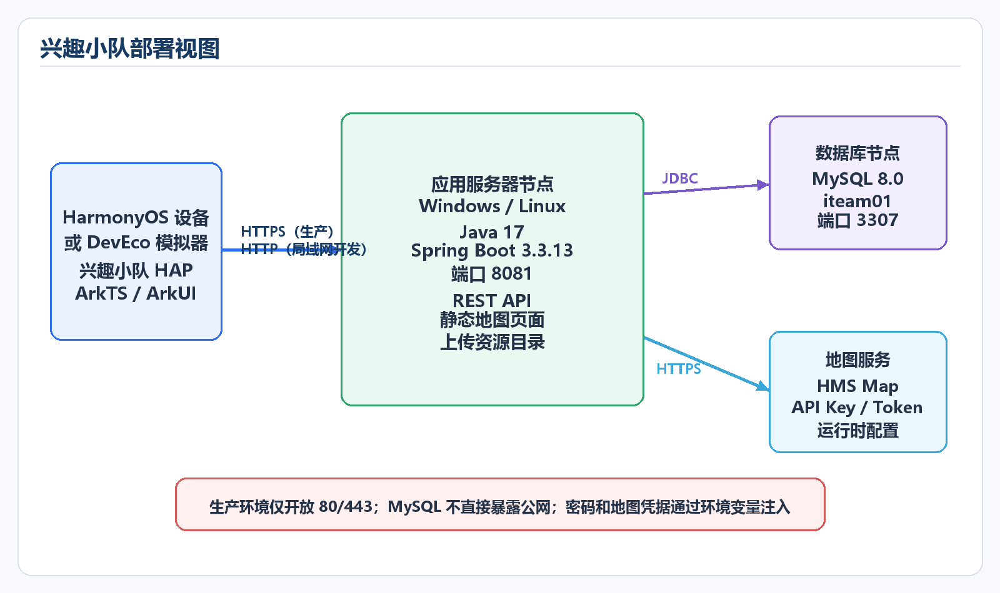 兴趣小队部署视图
HarmonyOS 设备
或 DevEco 模拟器
兴趣小队 HAP
ArkTS / ArkUI
HTTPS（生产）
HTTP（局域网开发）
应用服务器节点
Windows / Linux
Java 17
Spring Boot 3.3.13
端口 8081
REST API
静态地图页面
上传资源目录
JDBC
数据库节点
MySQL 8.0
iteam01
端口 3307
HTTPS
地图服务
HMS Map
API Key / Token
运行时配置
生产环境仅开放 80/443；MySQL 不直接暴露公网；密码和地图凭据通过环境变量注入